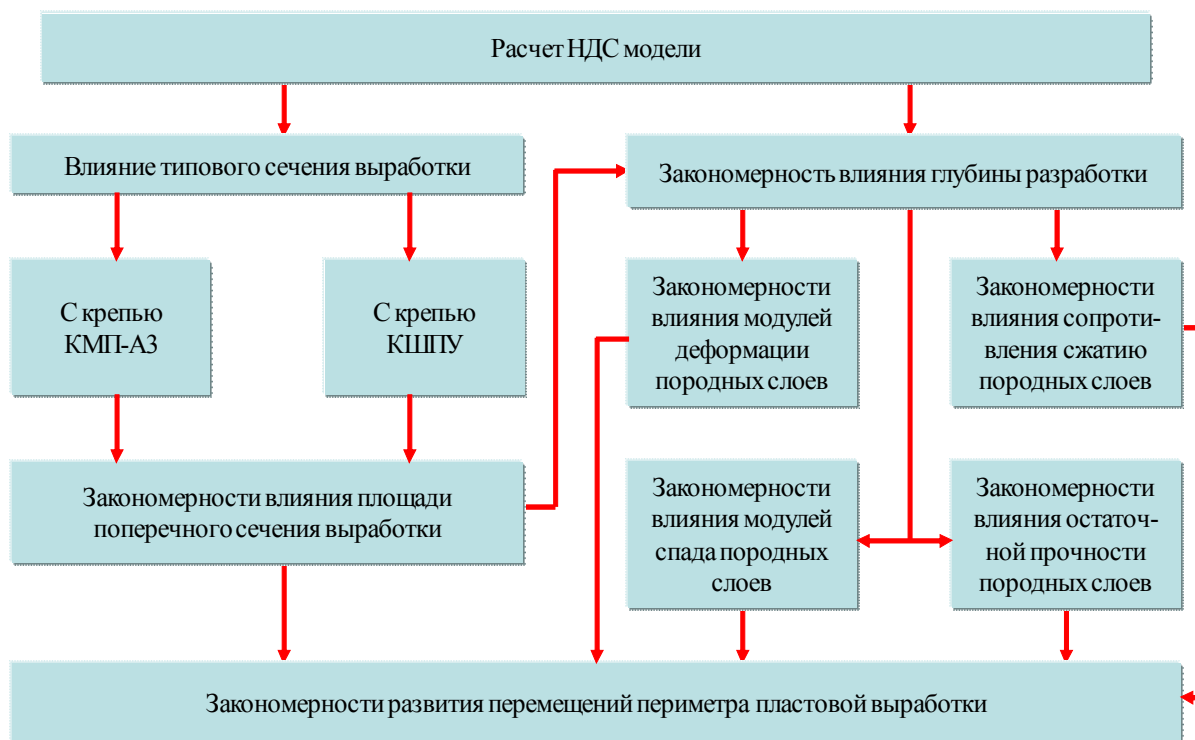 Расчет НДС модели
Влияние типового сечения выработки
Закономерность влияния глубины разработки
С крепью
КМП-А3
С крепью
КШПУ
Закономерности
влияния модулей
деформации
породных слоев
Закономерности
влияния сопроти-
вления сжатию
породных слоев
Закономерности влияния площади
поперечного сечения выработки
Закономерности
влияния модулей
спада породных
слоев
Закономерности
влияния остаточ-
ной прочности
породных слоев
Закономерности развития перемещений периметра пластовой выработки